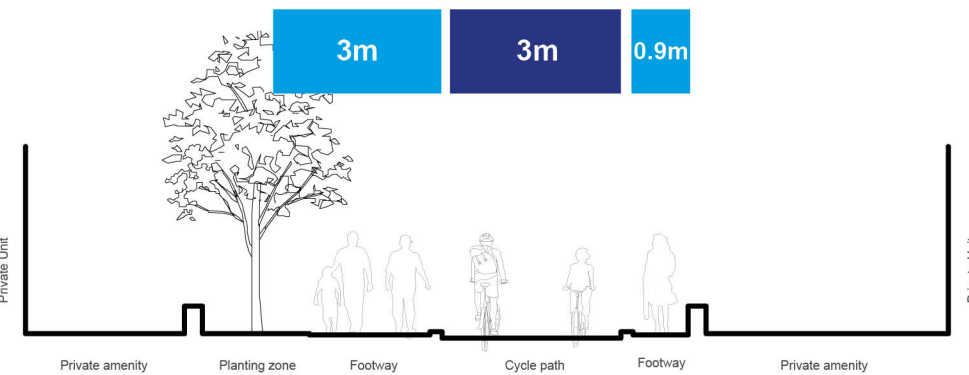 3m
3m
0.9m
Private Unit
Private amenity
Planting zone
Footway
Cycle path
Footway
Private amenity